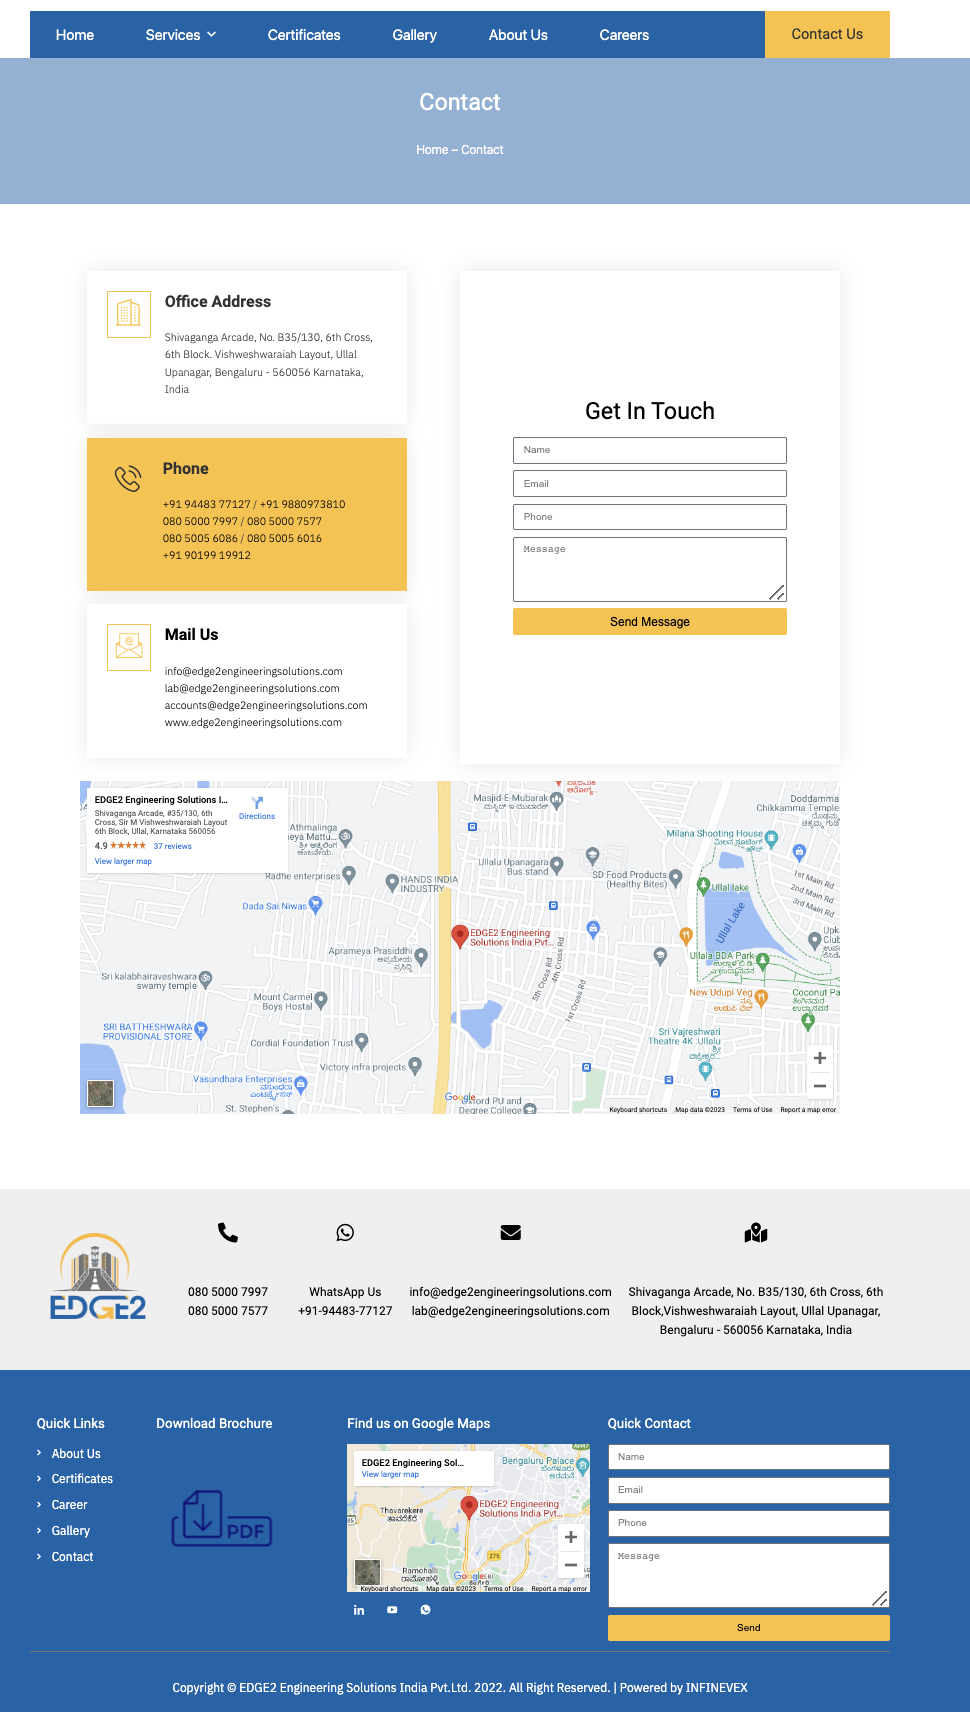 Home
Services
Certificates
Gallery
About Us
Careers
Contact Us
Contact
Home – Contact
Office Address
Shivaganga Arcade, No. B35/130, 6th Cross,
6th Block. Vishweshwaraiah Layout, Ullal
Upanagar, Bengaluru - 560056 Karnataka,
India
Phone
+91 94483 77127 / +91 9880973810
080 5000 7997 / 080 5000 7577
080 5005 6086 / 080 5005 6016
+91 90199 19912
Mail Us
info@edge2engineeringsolutions.com
lab@edge2engineeringsolutions.com
accounts@edge2engineeringsolutions.com
www.edge2engineeringsolutions.com
Get In Touch
Name
Email
Phone
Message
Send Message
EDGE2 Engineering Solutions I...
Shivaganga Arcade, #35/130, 6th
Cross, Sir M Vishweshwaraiah Layout
6th Block, Ullal, Karnataka 560056
4.9 ★★★★★ 37 reviews
View larger map
Directions
Masjid-E-Mubarak
Doddamma
Chikkamma Temple
Milana Shooting House
Athmalinga
Radhe enterprises
HANDS INDIA
INDUSTRY
Ullalu Upanagara
Bus stand
SD Food Products
(Healthy Bites)
Ullal lake
1st Main Rd
2nd Main Rd
3rd Main Rd
Dada Sai Niwas
Ullal Lake
EDGE2 Engineering
Solutions India Pvt...
Aprameya Prasiddhi
Ullala BDA Park
5th Cross Rd
4th Cross Rd
1st Cross Rd
Sri kalabhairaveshwara
swamy temple
Mount Carmel
Boys Hostal
New Udupi Veg
Coconut Pa
SRI BATTHESHWARA
PROVISIONAL STORE
Cordial Foundation Trust
Sri Vajreshwari
Theatre 4K :Ullalu
Victory infra projects
Vasundhara Enterprises
St. Stephen's
Google
Oxford PU and
Degree College
Keyboard shortcuts
Map data ©2023
Terms of Use
Report a map error
EDGE2
080 5000 7997
080 5000 7577
WhatsApp Us
+91-94483-77127
info@edge2engineeringsolutions.com
lab@edge2engineeringsolutions.com
Shivaganga Arcade, No. B35/130, 6th Cross, 6th
Block,Vishweshwaraiah Layout, Ullal Upanagar,
Bengaluru - 560056 Karnataka, India
Quick Links
About Us
Certificates
Career
Gallery
Contact
Download Brochure
PDF
Find us on Google Maps
EDGE2 Engineering Sol...
View larger map
AH47
Bengaluru Palace
ಬೆಂಗಳೂರು
ಅರಮನೆ
Thavarekere
ತಾವರೆಕೆರೆ
EDGE2 Engineering
Solutions India Pvt...
85
275
Ramohalli
ರಾಮೋಹಳ್ಳಿ
Google
Keyboard shortcuts
Map data ©2023
Terms of Use
Report a map error
Quick Contact
Name
Email
Phone
Message
Send
Copyright © EDGE2 Engineering Solutions India Pvt.Ltd. 2022. All Right Reserved. | Powered by INFINEVEX